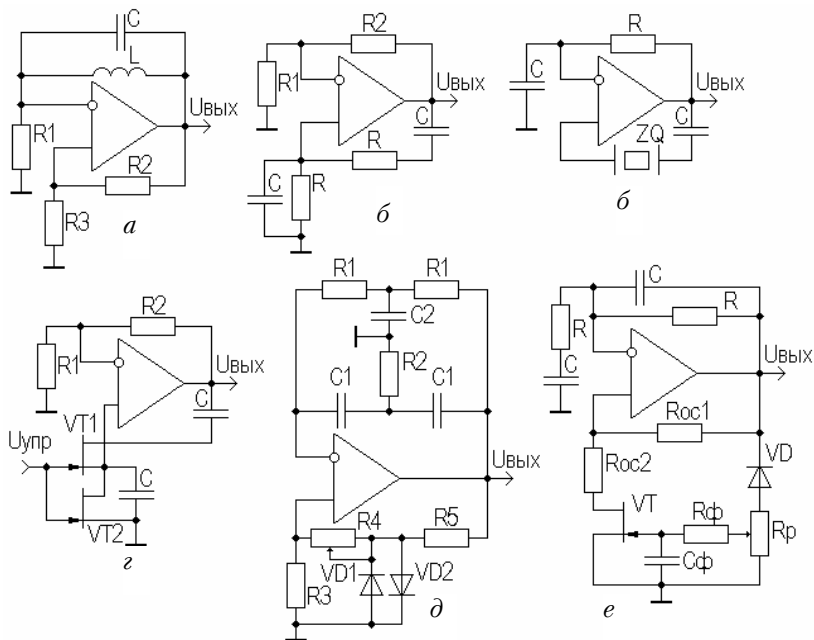 C
L
R1
Uвых
R2
R3
а
R2
R1
Uвых
C
R
C
R
б
R
C
Uвых
C
ZQ
б
R2
R1
Uвых
C
VT1
Uупр
C
VT2
г
R1
R1
C2
R2
C1
C1
Uвых
R4
R5
R3
VD1
VD2
д
C
R
R
C
Uвых
Rос1
Rос2
VD
VT
Rф
Rр
Cф
е